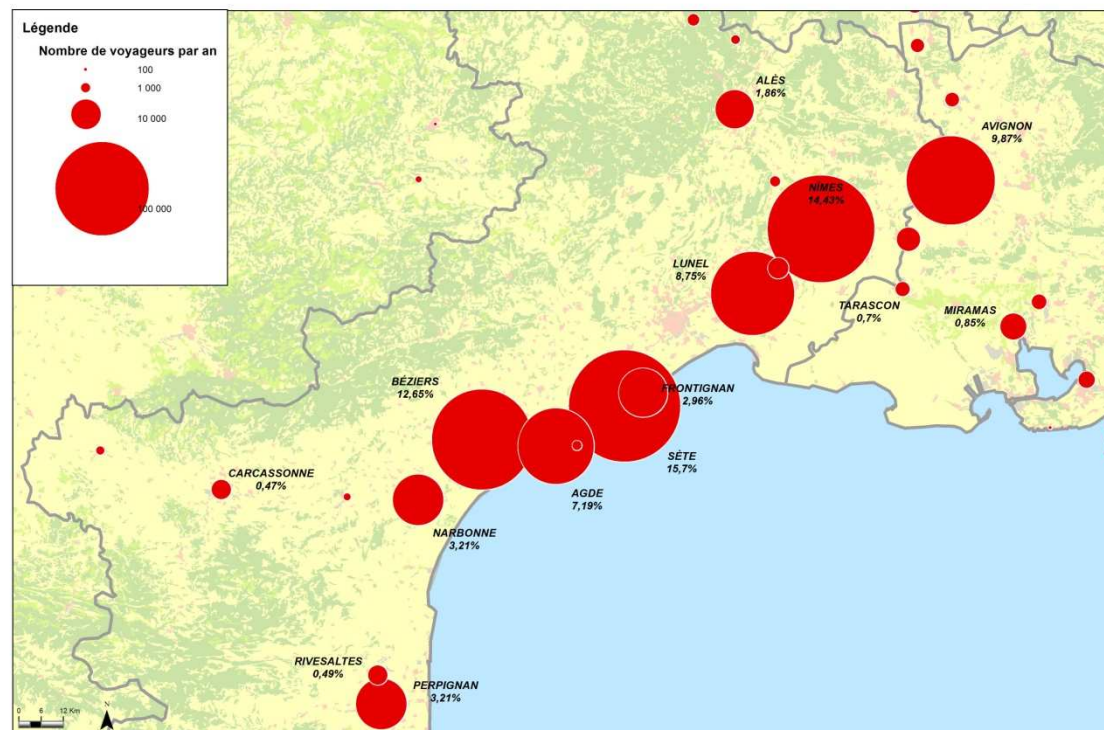 Légende
Nombre de voyageurs par an
100
1 000
10 000
100 000
ALÈS
1,86%
AVIGNON
9,87%
NIMES
14,43%
LUNEL
8,75%
TARASCON
0,7%
MIRAMAS
0,85%
BÉZIERS
12,65%
FRONTIGNAN
2,96%
SÈTE
15,7%
CARCASSONNE
0,47%
AGDE
7,19%
NARBONNE
3,21%
RIVESALTES
0,49%
PERPIGNAN
3,21%
0 6 12 Km
N